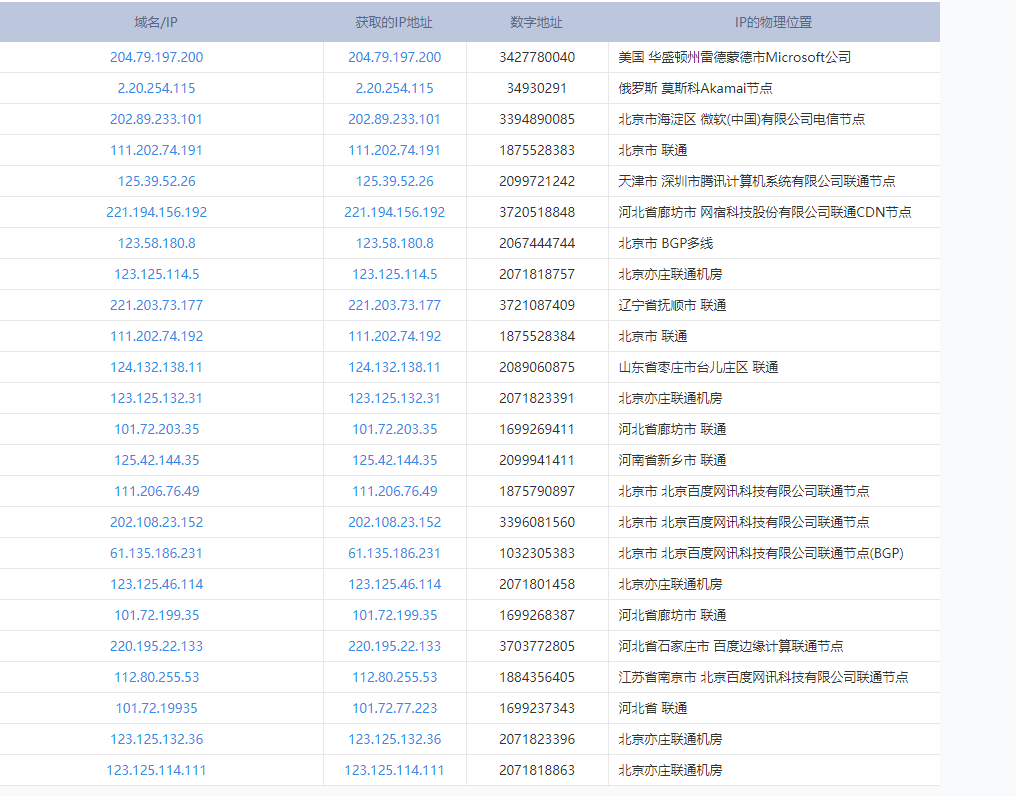 域名/IP 获取的IP地址 数字地址 IP的物理位置
204.79.197.200 204.79.197.200 3427780040 美国 华盛顿州雷德蒙德市Microsoft公司
2.20.254.115 2.20.254.115 34930291 俄罗斯 莫斯科Akamai节点
202.89.233.101 202.89.233.101 3394890085 北京市海淀区 微软(中国)有限公司电信节点
111.202.74.191 111.202.74.191 1875528383 北京市 联通
125.39.52.26 125.39.52.26 2099721242 天津市 深圳市腾讯计算机系统有限公司联通节点
221.194.156.192 221.194.156.192 3720518848 河北省廊坊市 网宿科技股份有限公司联通CDN节点
123.58.180.8 123.58.180.8 2067444744 北京市 BGP多线
123.125.114.5 123.125.114.5 2071818757 北京亦庄联通机房
221.203.73.177 221.203.73.177 3721087409 辽宁省抚顺市 联通
111.202.74.192 111.202.74.192 1875528384 北京市 联通
124.132.138.11 124.132.138.11 2089060875 山东省枣庄市台儿庄区 联通
123.125.132.31 123.125.132.31 2071823391 北京亦庄联通机房
101.72.203.35 101.72.203.35 1699269411 河北省廊坊市 联通
125.42.144.35 125.42.144.35 2099941411 河南省新乡市 联通
111.206.76.49 111.206.76.49 1875790897 北京市 北京百度网讯科技有限公司联通节点
202.108.23.152 202.108.23.152 3396081560 北京市 北京百度网讯科技有限公司联通节点
61.135.186.231 61.135.186.231 1032305383 北京市 北京百度网讯科技有限公司联通节点(BGP)
123.125.46.114 123.125.46.114 2071801458 北京亦庄联通机房
101.72.199.35 101.72.199.35 1699268387 河北省廊坊市 联通
220.195.22.133 220.195.22.133 3703772805 河北省石家庄市 百度边缘计算联通节点
112.80.255.53 112.80.255.53 1884356405 江苏省南京市 北京百度网讯科技有限公司联通节点
101.72.19935 101.72.77.223 1699237343 河北省 联通
123.125.132.36 123.125.132.36 2071823396 北京亦庄联通机房
123.125.114.111 123.125.114.111 2071818863 北京亦庄联通机房